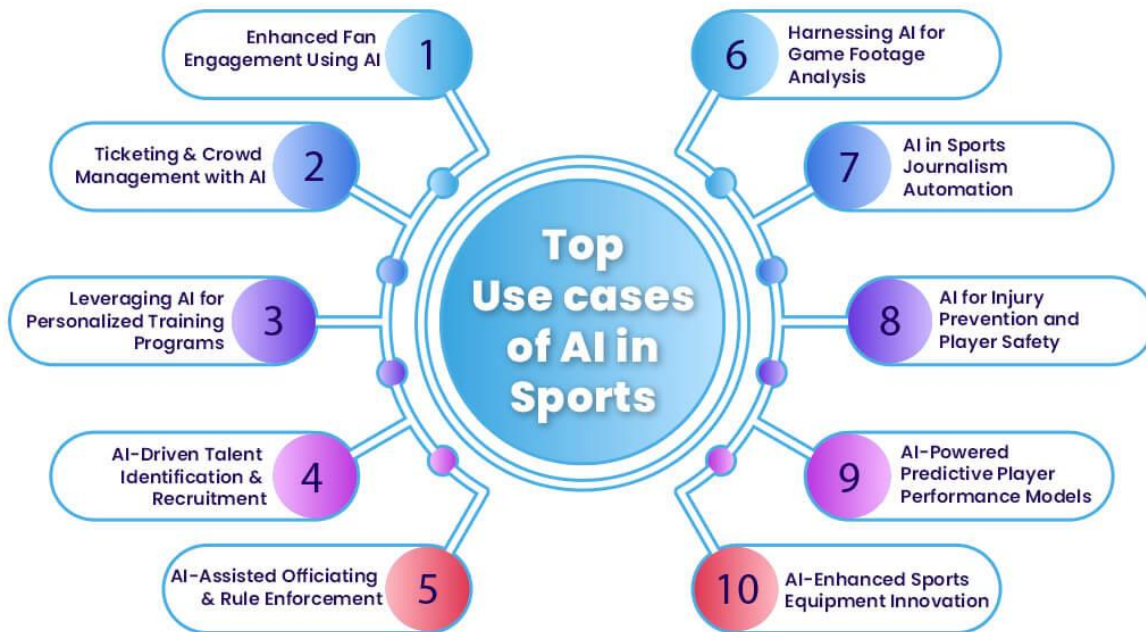 Enhanced Fan
Engagement Using AI
1
Ticketing & Crowd
Management with AI
2
Leveraging AI for
Personalized Training
Programs
3
AI-Driven Talent
Identification &
Recruitment
4
AI-Assisted Officiating
& Rule Enforcement
5
Top
Use cases
of AI in
Sports
6
Harnessing AI for
Game Footage
Analysis
7
AI in Sports
Journalism
Automation
8
AI for Injury
Prevention and
Player Safety
9
AI-Powered
Predictive Player
Performance Models
10
AI-Enhanced Sports
Equipment Innovation